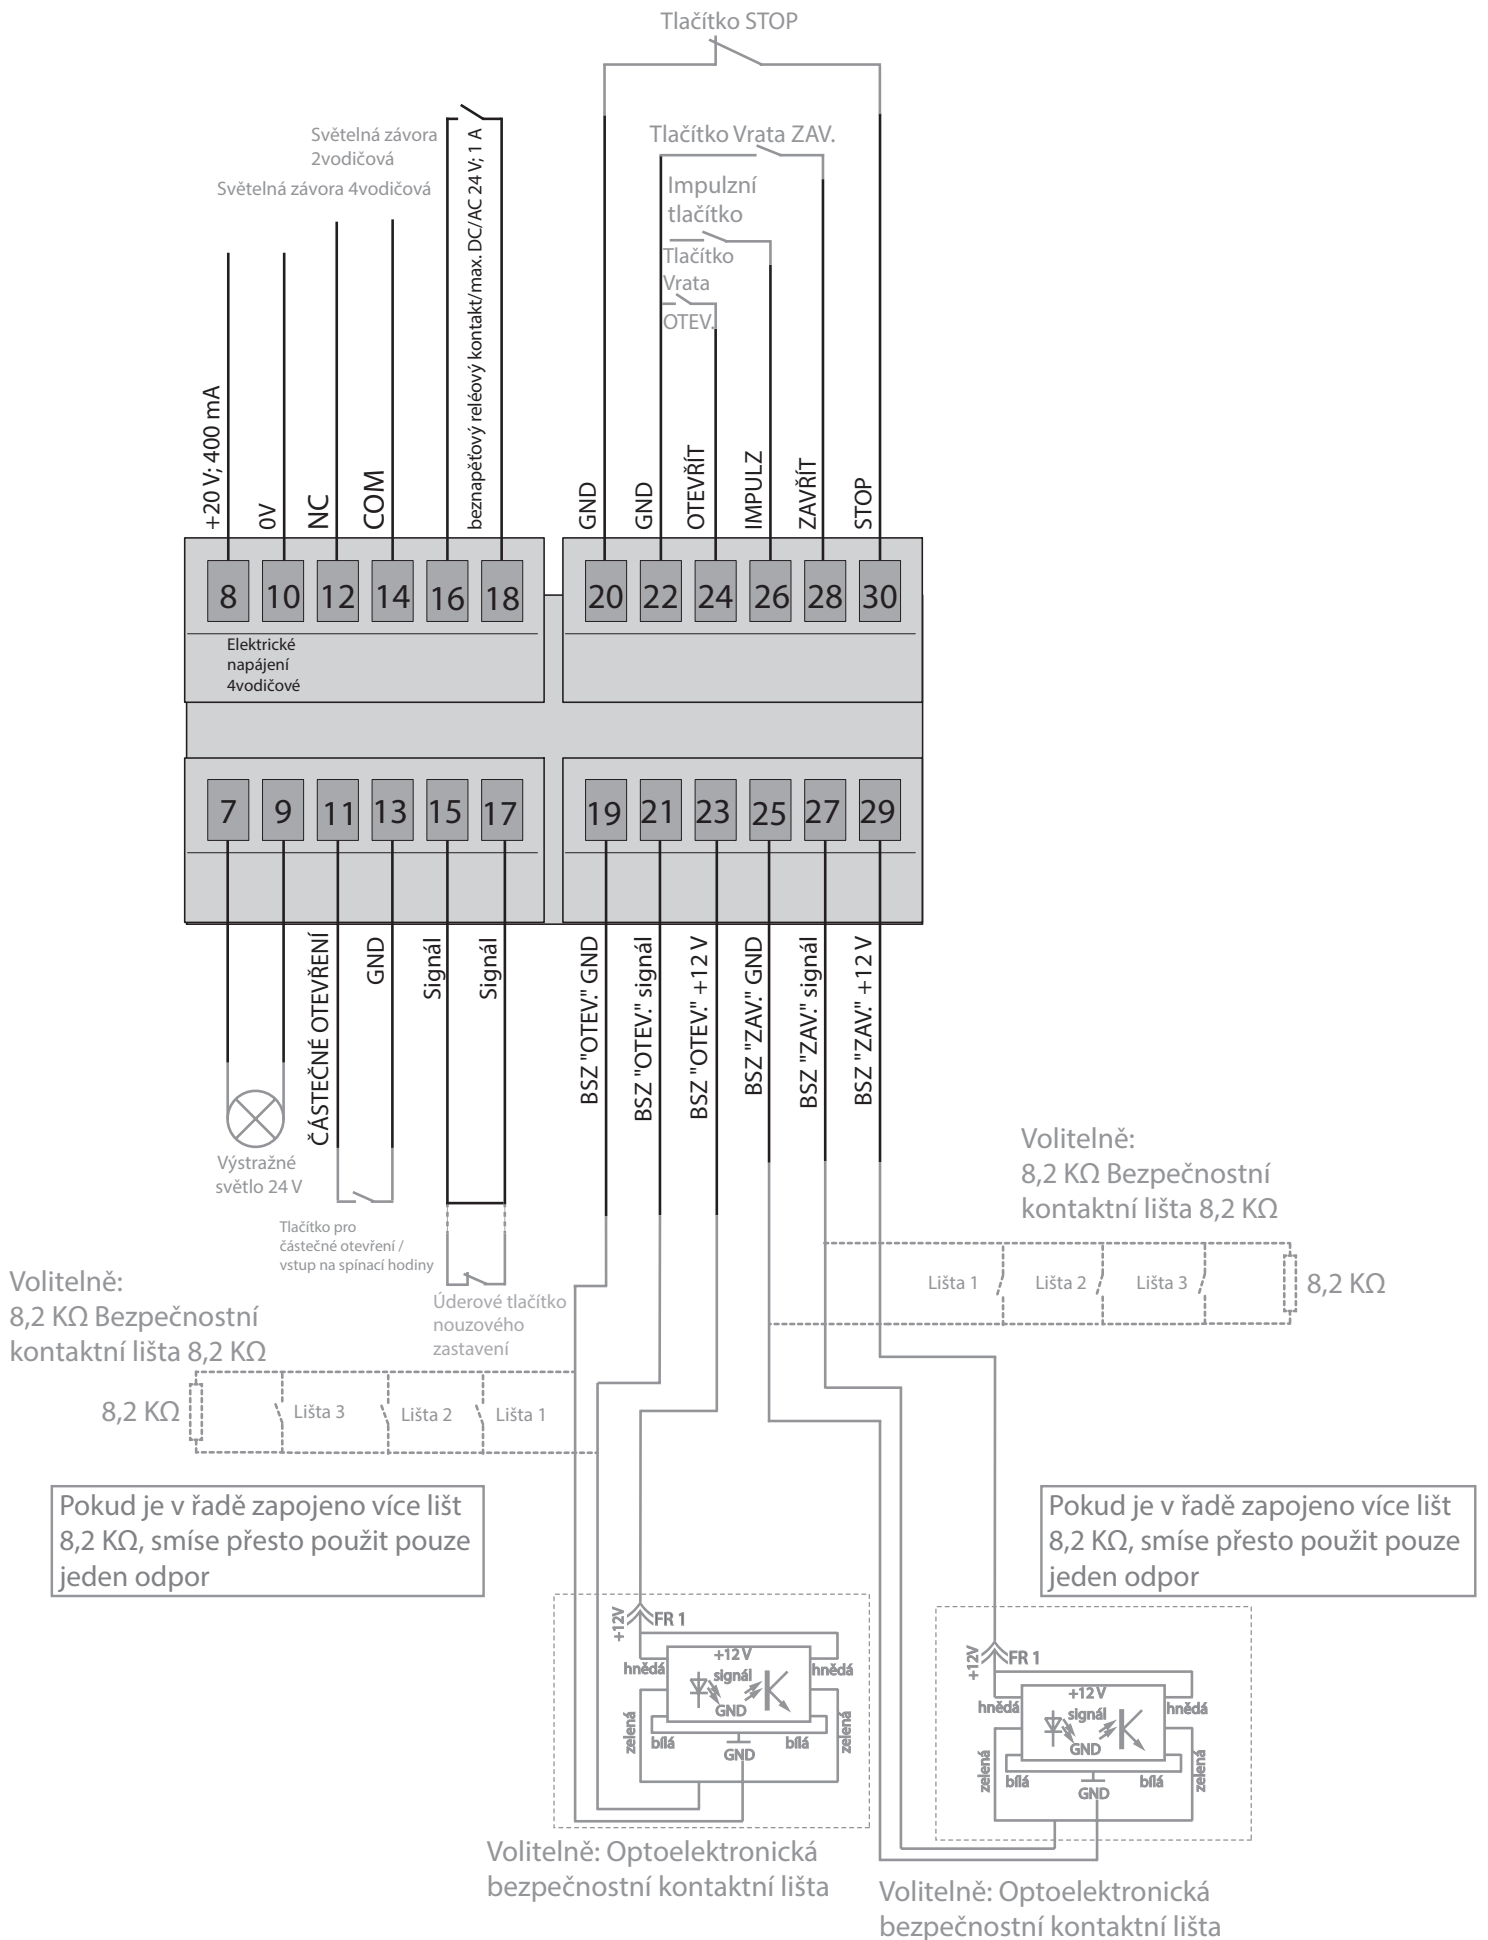 Tlačítko STOP
Světelná závora
2vodičová
Světelná závora 4vodičová
Tlačítko Vrata ZAV.
Impulzní
tlačítko
Tlačítko
Vrata
OTEV.
+20 V; 400 mA
0V
NC
COM
beznapěťový reléový kontakt/max. DC/AC 24 V; 1 A
GND
GND
OTEVŘÍT
IMPULZ
ZAVŘÍT
STOP
8 10 12 14 16 18 20 22 24 26 28 30
Elektrické
napájení
4vodičové
7 9 11 13 15 17 19 21 23 25 27 29
ČÁSTEČNÉ OTEVŘENÍ
GND
Signál
Signál
BSZ "OTEV." GND
BSZ "OTEV." signál
BSZ "OTEV." +12 V
BSZ "ZAV." GND
BSZ "ZAV." signál
BSZ "ZAV." +12 V
Výstražné
světlo 24 V
Tlačítko pro
částečné otevření /
vstup na spínací hodiny
Úderové tlačítko
nouzového
zastavení
Volitelně:
8,2 KΩ Bezpečnostní
kontaktní lišta 8,2 KΩ
Lišta 1
Lišta 2
Lišta 3
8,2 KΩ
Volitelně:
8,2 KΩ Bezpečnostní
kontaktní lišta 8,2 KΩ
8,2 KΩ
Lišta 3
Lišta 2
Lišta 1
Pokud je v řadě zapojeno více lišt
8,2 KΩ, smíse přesto použit pouze
jeden odpor
Pokud je v řadě zapojeno více lišt
8,2 KΩ, smíse přesto použit pouze
jeden odpor
+12V
FR 1
+12 V
hnědá
signál
hnědá
GND
zelená
bílá
GND
bílá
zelená
+12V
FR 1
+12 V
hnědá
signál
hnědá
GND
zelená
bílá
GND
bílá
zelená
Volitelně: Optoelektronická
bezpečnostní kontaktní lišta
Volitelně: Optoelektronická
bezpečnostní kontaktní lišta